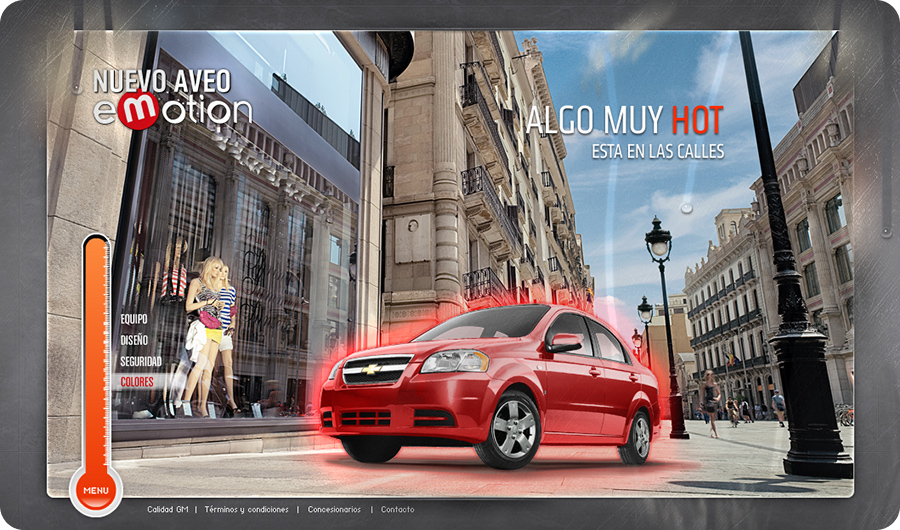 NUEVO AVEO
emotion
ALGO MUY HOT
ESTA EN LAS CALLES
EQUIPO
DISEÑO
SEGURIDAD
COLORES
MENU
Calidad GM | Términos y condiciones | Concesionarios | Contacto